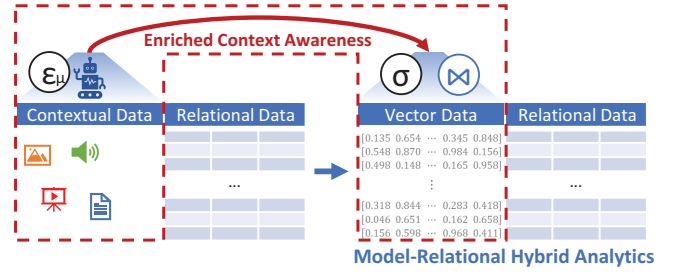 Enriched Context Awareness
εμ
σ ⋈
Contextual Data Relational Data Vector Data Relational Data
[0.135 0.654 ⋯ 0.345 0.848]
[0.548 0.870 ⋯ 0.984 0.156]
[0.498 0.148 ⋯ 0.165 0.958]
... ⋮ ...
[0.318 0.844 ⋯ 0.283 0.418]
[0.046 0.651 ⋯ 0.162 0.658]
[0.156 0.598 ⋯ 0.968 0.411]
Model-Relational Hybrid Analytics